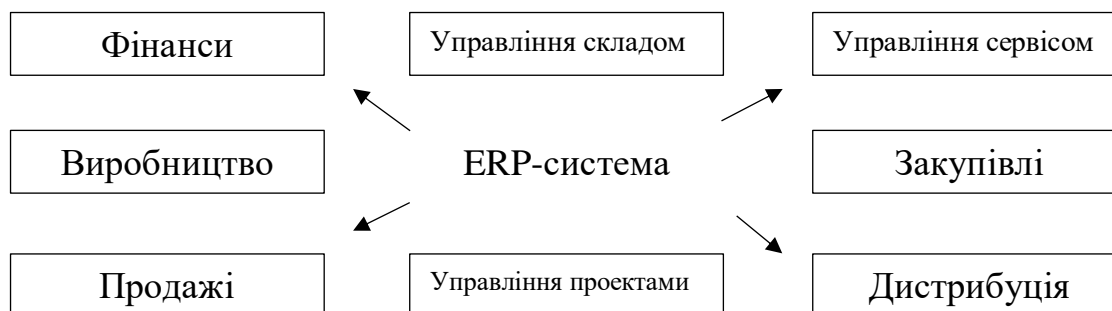 Фінанси
Управління складом
Управління сервісом
Виробництво
ERP-система
Закупівлі
Продажі
Управління проектами
Дистрибуція